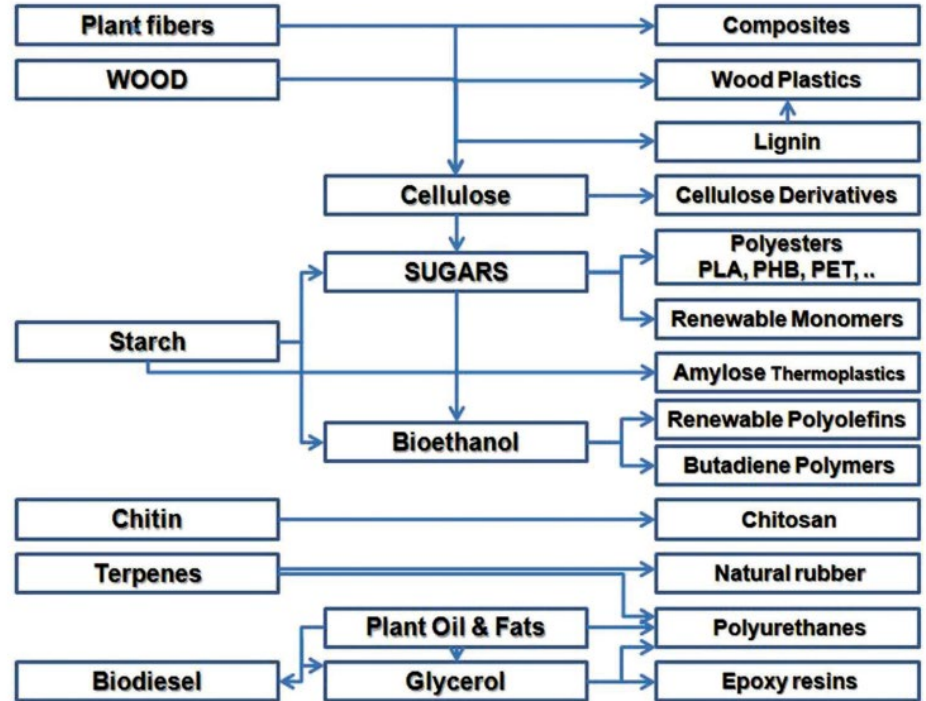 Plant fibers
Composites
WOOD
Wood Plastics
Lignin
Cellulose
Cellulose Derivatives
Polyesters
PLA, PHB, PET, ..
SUGARS
Renewable Monomers
Starch
Amylose Thermoplastics
Renewable Polyolefins
Bioethanol
Butadiene Polymers
Chitin
Chitosan
Terpenes
Natural rubber
Plant Oil & Fats
Polyurethanes
Biodiesel
Glycerol
Epoxy resins